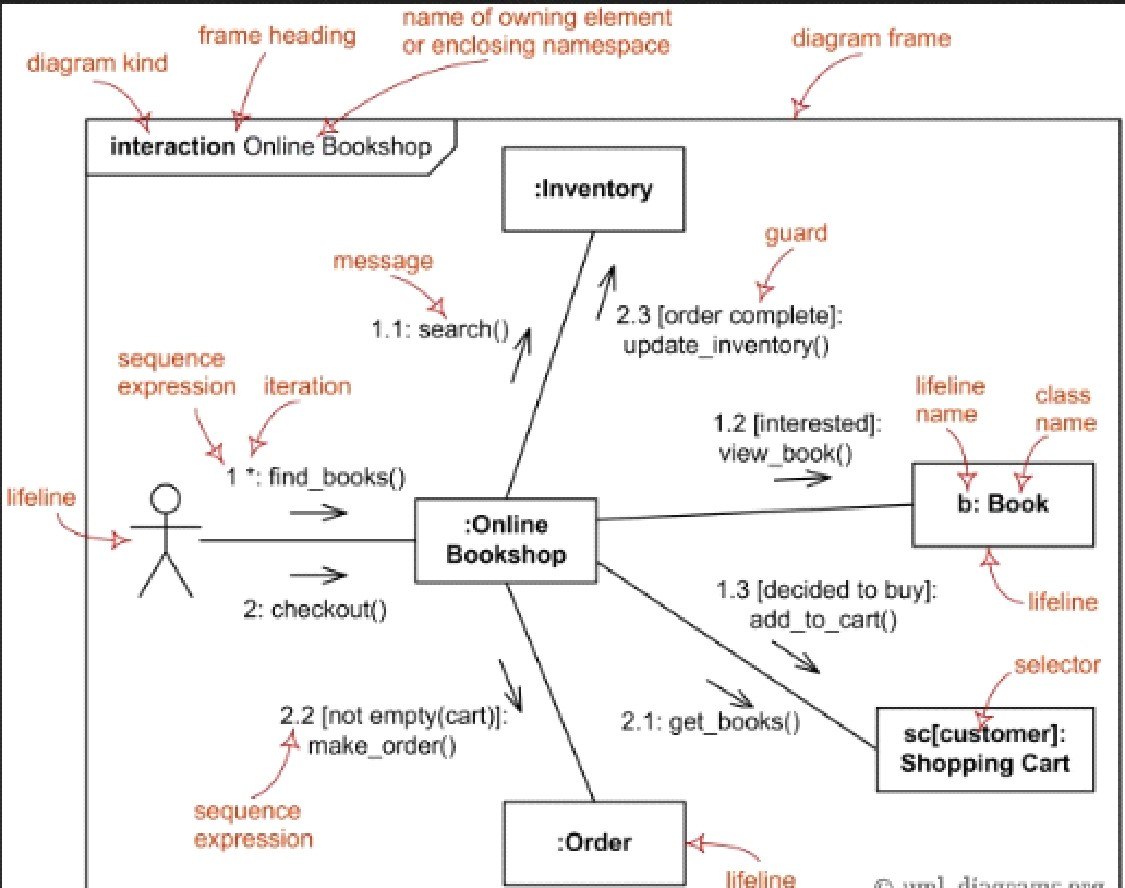 name of owning element
or enclosing namespace
frame heading
diagram frame
diagram kind
interaction Online Bookshop
:Inventory
guard
message
2.3 [order complete]:
update_inventory()
1.1: search()
sequence
expression
iteration
lifeline
name
class
name
1.2 [interested]:
view_book()
1 *: find_books()
lifeline
b: Book
:Online
Bookshop
2: checkout()
1.3 [decided to buy]:
add_to_cart()
lifeline
selector
2.2 [not empty(cart)]:
make_order()
2.1: get_books()
sc[customer]:
Shopping Cart
sequence
expression
:Order
lifeline
© uml-diagrams.org